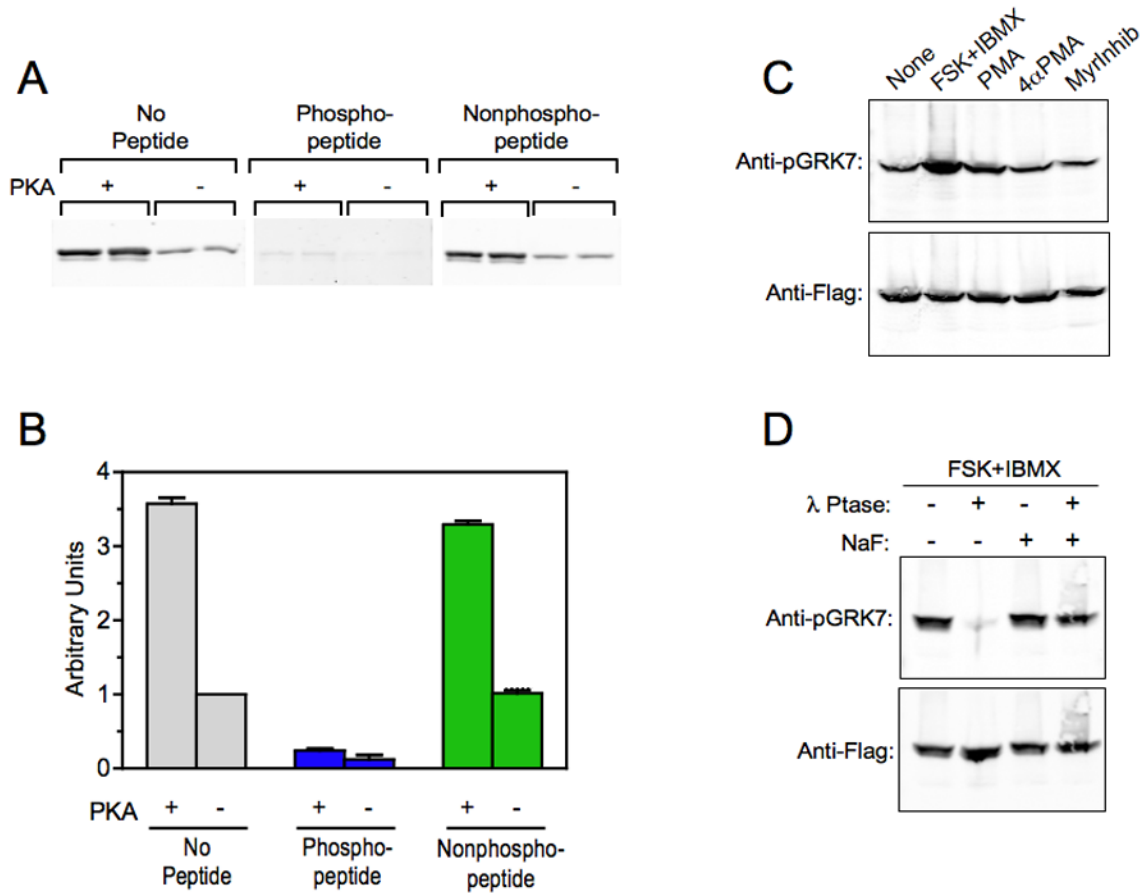 A
No Peptide
Phospho-peptide
Nonphospho-peptide
PKA + - + - + -
B
Arbitrary Units
4
3
2
1
0
PKA + - + - + -
No Peptide
Phospho-peptide
Nonphospho-peptide
C
None FSK+IBMX PMA 4αPMA MyrInhib
Anti-pGRK7:
Anti-Flag:
D
FSK+IBMX
λ Ptase: - + - +
NaF: - - + +
Anti-pGRK7:
Anti-Flag: